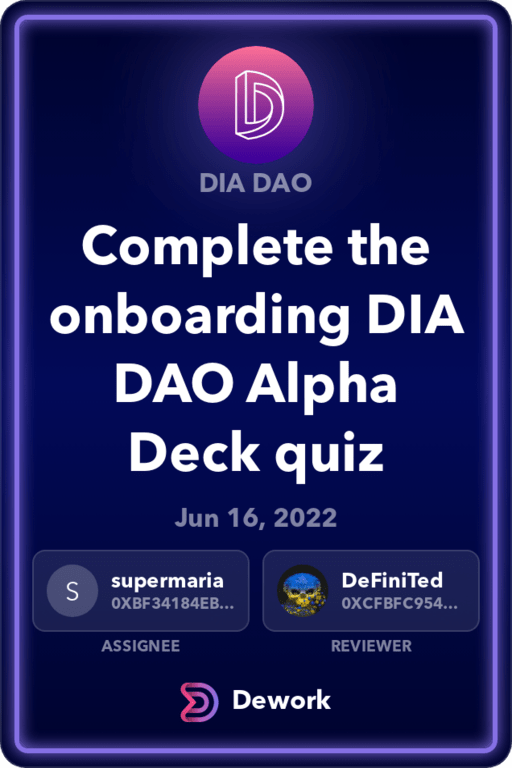 DIA DAO
Complete the
onboarding DIA
DAO Alpha
Deck quiz
Jun 16, 2022
S
supermaria
0XBF34184EB...
ASSIGNEE
DeFiniTed
0XCFBFC954...
REVIEWER
Dework